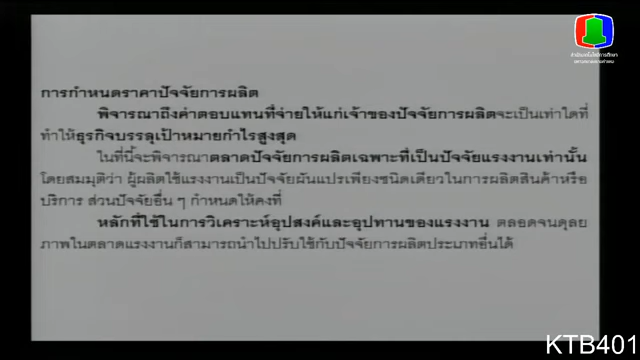 การกำหนดราคาปัจจัยการผลิต
พิจารณาถึงค่าตอบแทนที่จ่ายให้แก่เจ้าของปัจจัยการผลิตจะเป็นเท่าใดที่
ทำให้ธุรกิจบรรลุเป้าหมายกำไรสูงสุด
ในที่นี้จะพิจารณาตลาดปัจจัยการผลิตเฉพาะที่เป็นปัจจัยแรงงานเท่านั้น
โดยสมมุติว่า ผู้ผลิตใช้แรงงานเป็นปัจจัยผันแปรเพียงชนิดเดียวในการผลิตสินค้าหรือ
บริการ ส่วนปัจจัยอื่น ๆ กำหนดให้คงที่
หลักที่ใช้ในการวิเคราะห์อุปสงค์และอุปทานของแรงงาน ตลอดจนดุลย
ภาพในตลาดแรงงานก็สามารถนำไปปรับใช้กับปัจจัยการผลิตประเภทอื่นได้
KTB401